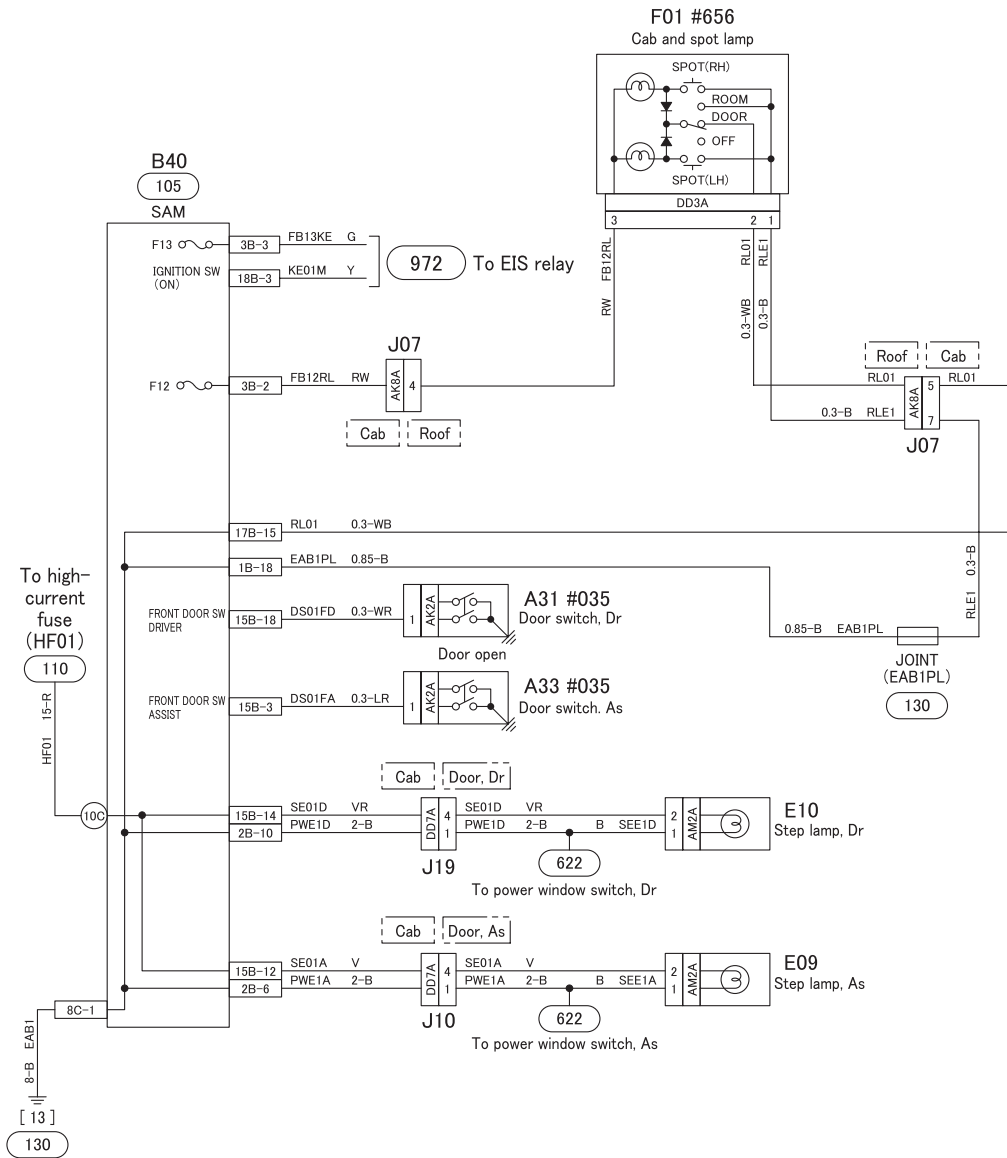 F01 #656
Cab and spot lamp
SPOT(RH)
ROOM
DOOR
OFF
SPOT(LH)
DD3A
3 2 1
B40
105
SAM
F13 3B-3 FB13KE G
IGNITION SW
(ON)
18B-3 KE01M Y
972 To EIS relay
RW FB12RL
0.3-WB RL01
0.3-B RLE1
J07
F12 3B-2 FB12RL RW AK8A 4
Cab Roof
Roof Cab
RL01 AK8A 5 RL01
0.3-B RLE1 7
J07
17B-15 RL01 0.3-WB
1B-18 EAB1PL 0.85-B
RLE1 0.3-B
To high-
current
fuse
(HF01)
110
HF01 15-R
FRONT DOOR SW
DRIVER
15B-18 DS01FD 0.3-WR 1 AK2A
A31 #035
Door switch, Dr
Door open
0.85-B EAB1PL
JOINT
(EAB1PL)
130
FRONT DOOR SW
ASSIST
15B-3 DS01FA 0.3-LR 1 AK2A
A33 #035
Door switch. As
Cab Door, Dr
10C
15B-14 SE01D VR DD7A 4 SE01D VR 2 AM2A
2B-10 PWE1D 2-B 1 PWE1D 2-B B SEE1D 1
E10
Step lamp, Dr
J19
622
To power window switch, Dr
Cab Door, As
15B-12 SE01A V DD7A 4 SE01A V 2 AM2A
2B-6 PWE1A 2-B 1 PWE1A 2-B B SEE1A 1
E09
Step lamp, As
J10
622
To power window switch, As
8C-1
8-B EAB1
[ 13 ]
130